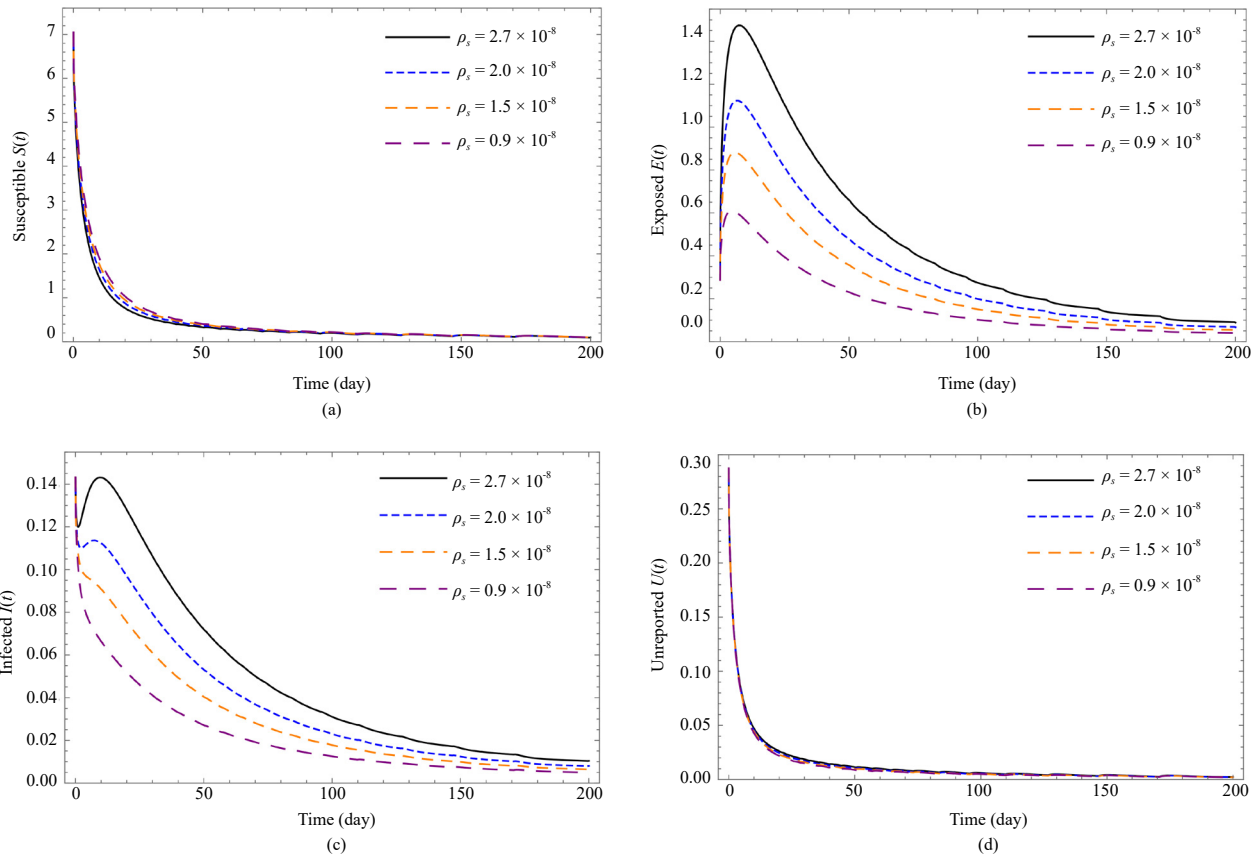 7
6
5
4
3
2
1
0
Susceptible S(t)
ρs = 2.7 × 10-8
ρs = 2.0 × 10-8
ρs = 1.5 × 10-8
ρs = 0.9 × 10-8
0 50 100 150 200
Time (day)
(a)
1.4
1.2
1.0
0.8
0.6
0.4
0.2
0.0
Exposed E(t)
ρs = 2.7 × 10-8
ρs = 2.0 × 10-8
ρs = 1.5 × 10-8
ρs = 0.9 × 10-8
0 50 100 150 200
Time (day)
(b)
0.14
0.12
0.10
0.08
0.06
0.04
0.02
0.00
Infected I(t)
ρs = 2.7 × 10-8
ρs = 2.0 × 10-8
ρs = 1.5 × 10-8
ρs = 0.9 × 10-8
0 50 100 150 200
Time (day)
(c)
0.30
0.25
0.20
0.15
0.10
0.05
0.00
Unreported U(t)
ρs = 2.7 × 10-8
ρs = 2.0 × 10-8
ρs = 1.5 × 10-8
ρs = 0.9 × 10-8
0 50 100 150 200
Time (day)
(d)